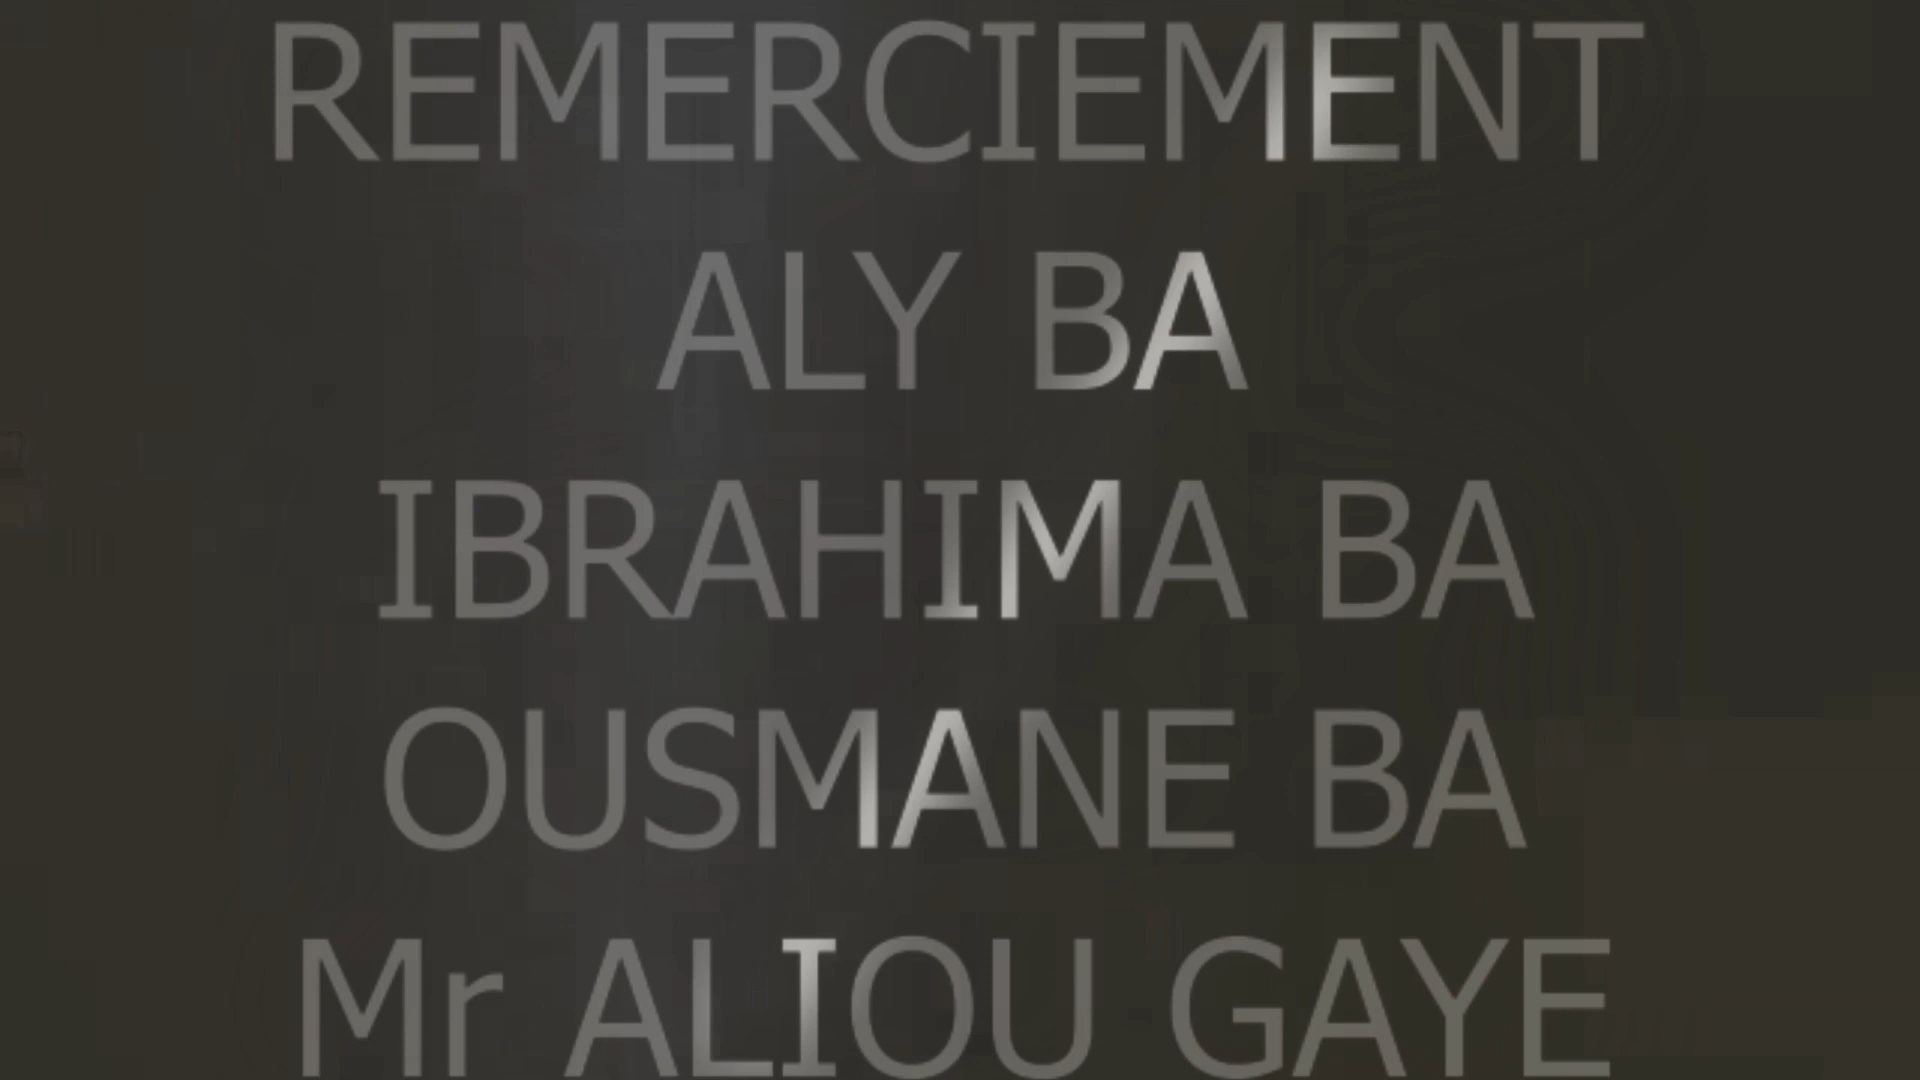 REMERCIEMENT
ALY BA
IBRAHIMA BA
OUSMANE BA
Mr ALIOU GAYE